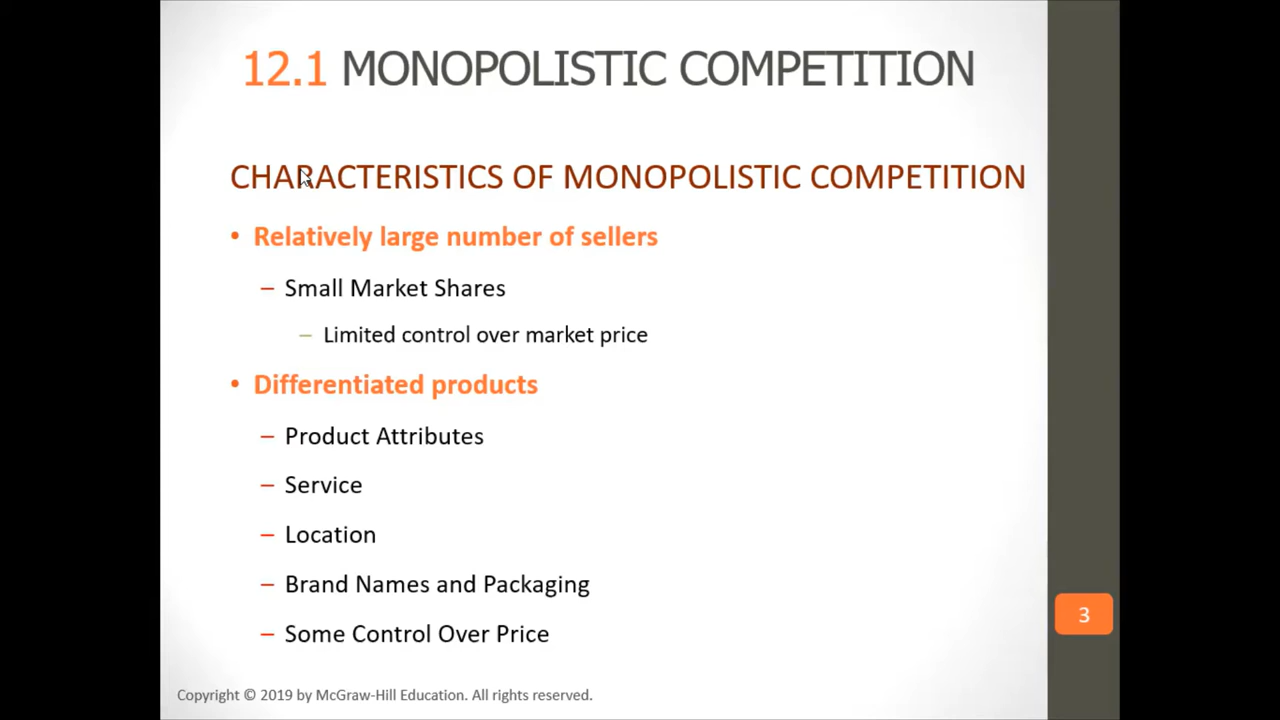 12.1 MONOPOLISTIC COMPETITION
CHARACTERISTICS OF MONOPOLISTIC COMPETITION
• Relatively large number of sellers
– Small Market Shares
– Limited control over market price
• Differentiated products
– Product Attributes
– Service
– Location
– Brand Names and Packaging
– Some Control Over Price
3
Copyright © 2019 by McGraw-Hill Education. All rights reserved.